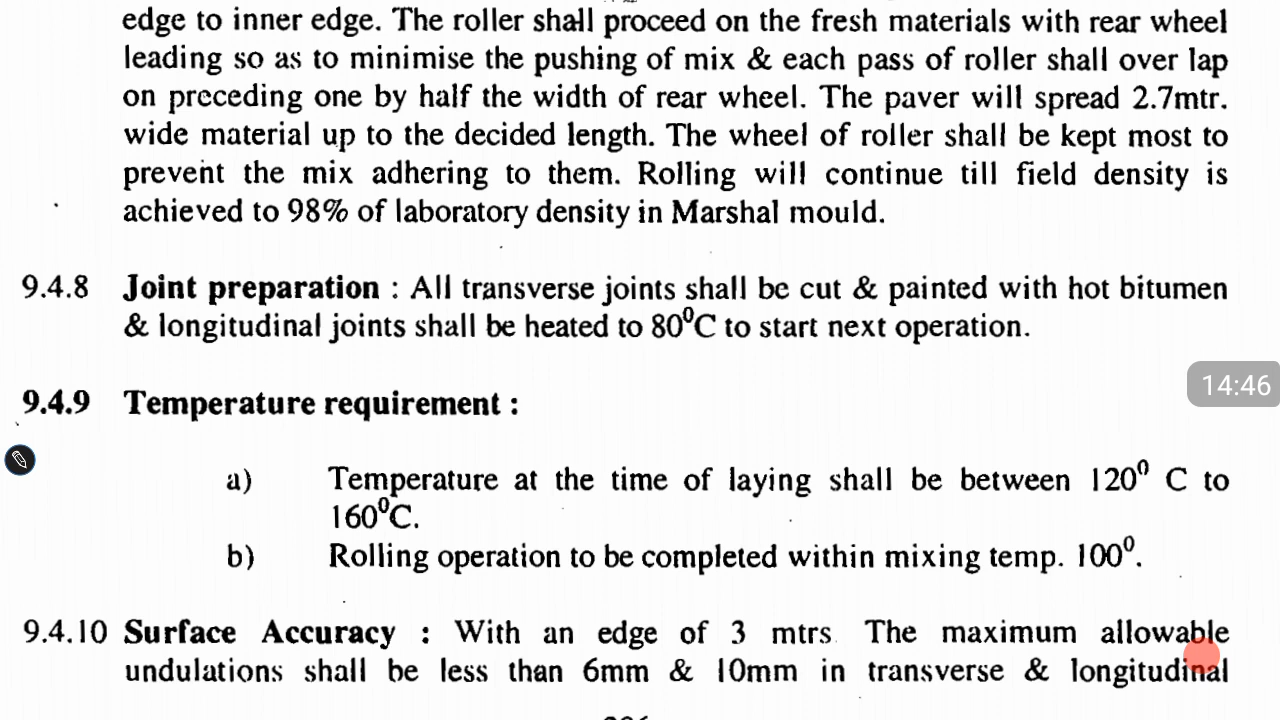 edge to inner edge. The roller shall proceed on the fresh materials with rear wheel
leading so as to minimise the pushing of mix & each pass of roller shall over lap
on preceding one by half the width of rear wheel. The paver will spread 2.7mtr.
wide material up to the decided length. The wheel of roller shall be kept most to
prevent the mix adhering to them. Rolling will continue till field density is
achieved to 98% of laboratory density in Marshal mould.
9.4.8 Joint preparation : All transverse joints shall be cut & painted with hot bitumen
& longitudinal joints shall be heated to 80⁰C to start next operation.
14:46
9.4.9 Temperature requirement :
a) Temperature at the time of laying shall be between 120⁰ C to
160⁰C.
b) Rolling operation to be completed within mixing temp. 100⁰.
9.4.10 Surface Accuracy : With an edge of 3 mtrs. The maximum allowable
undulations shall be less than 6mm & 10mm in transverse & longitudinal